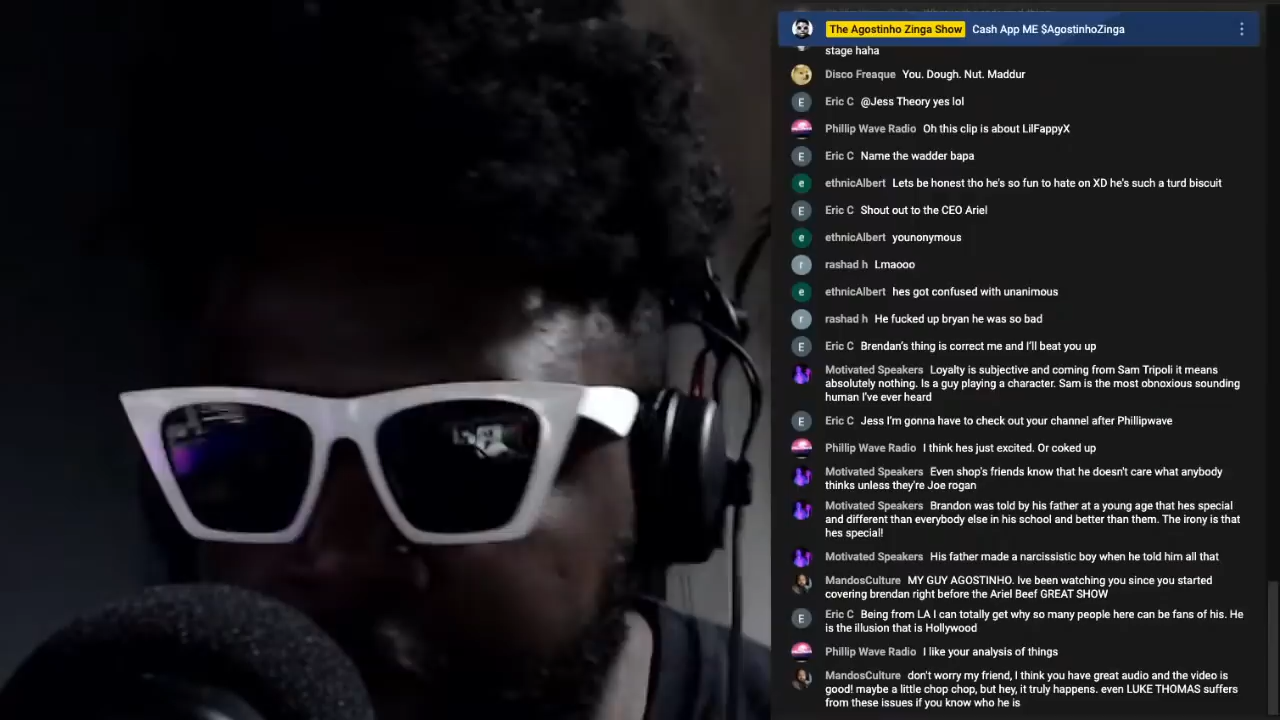 The Agostinho Zinga Show Cash App ME $AgostinhoZinga
stage haha
Disco Freaque You. Dough. Nut. Maddur
E Eric C @Jess Theory yes lol
Phillip Wave Radio Oh this clip is about LilFappyX
E Eric C Name the wadder bapa
e ethnicAlbert Lets be honest tho he's so fun to hate on XD he's such a turd biscuit
E Eric C Shout out to the CEO Ariel
e ethnicAlbert younonymous
r rashad h Lmaooo
e ethnicAlbert hes got confused with unanimous
r rashad h He fucked up bryan he was so bad
E Eric C Brendan's thing is correct me and I'll beat you up
Motivated Speakers Loyalty is subjective and coming from Sam Tripoli it means
absolutely nothing. Is a guy playing a character. Sam is the most obnoxious sounding
human I've ever heard
E Eric C Jess I'm gonna have to check out your channel after Phillipwave
Phillip Wave Radio I think hes just excited. Or coked up
Motivated Speakers Even shop's friends know that he doesn't care what anybody
thinks unless they're Joe rogan
Motivated Speakers Brandon was told by his father at a young age that hes special
and different than everybody else in his school and better than them. The irony is that
hes special!
Motivated Speakers His father made a narcissistic boy when he told him all that
MandosCulture MY GUY AGOSTINHO. Ive been watching you since you started
covering brendan right before the Ariel Beef GREAT SHOW
E Eric C Being from LA I can totally get why so many people here can be fans of his. He
is the illusion that is Hollywood
Phillip Wave Radio I like your analysis of things
MandosCulture don't worry my friend, I think you have great audio and the video is
good! maybe a little chop chop, but hey, it truly happens. even LUKE THOMAS suffers
from these issues if you know who he is